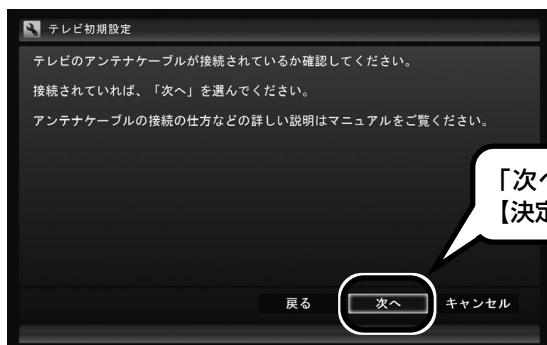 テレビ初期設定
テレビのアンテナケーブルが接続されているか確認してください。
接続されていれば、「次へ」を選んでください。
アンテナケーブルの接続の仕方などの詳しい説明はマニュアルをご覧ください。
「次へ
【決定
戻る 次へ キャンセル